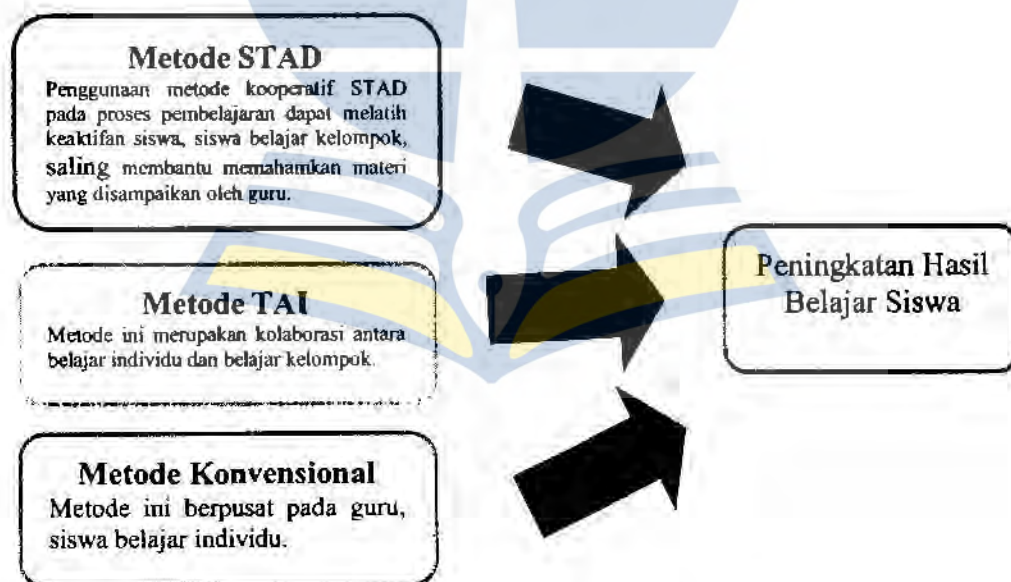 Metode STAD
Penggunaan metode kooperatif STAD
pada proses pembelajaran dapat melatih
keaktifan siswa, siswa belajar kelompok,
saling membantu memahamkan materi
yang disampaikan oleh guru.
Metode TAI
Metode ini merupakan kolaborasi antara
belajar individu dan belajar kelompok.
Metode Konvensional
Metode ini berpusat pada guru,
siswa belajar individu.
Peningkatan Hasil
Belajar Siswa